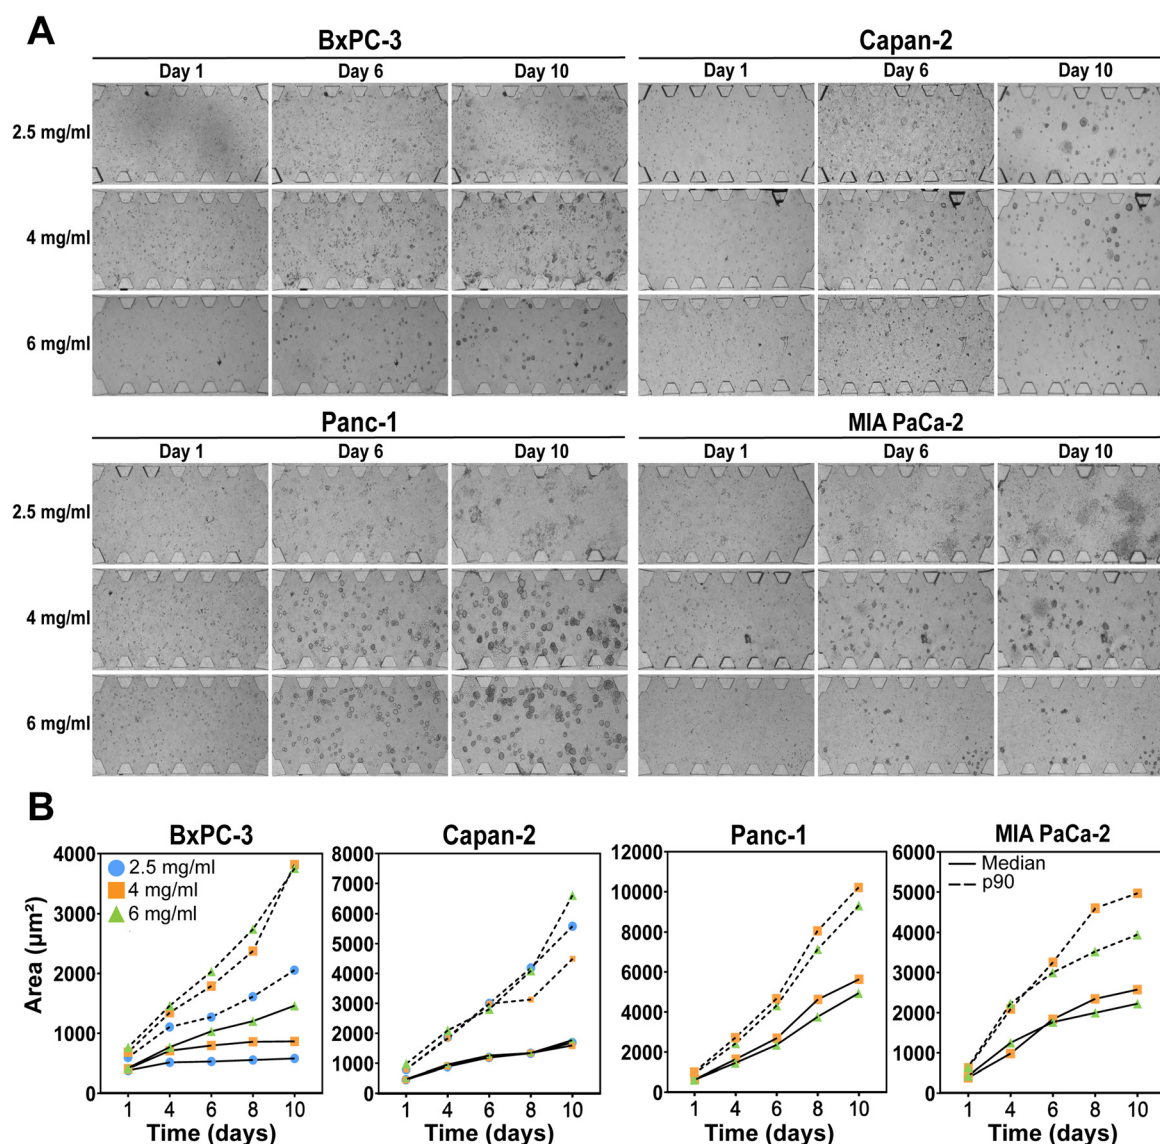 A
BxPC-3 Capan-2
Day 1 Day 6 Day 10 Day 1 Day 6 Day 10
2.5 mg/ml
4 mg/ml
6 mg/ml
Panc-1 MIA PaCa-2
Day 1 Day 6 Day 10 Day 1 Day 6 Day 10
2.5 mg/ml
4 mg/ml
6 mg/ml
B
BxPC-3
4000
3000
2000
1000
0
Area (µm²)
2.5 mg/ml
4 mg/ml
6 mg/ml
1 4 6 8 10
Time (days)
Capan-2
8000
7000
6000
5000
4000
3000
2000
1000
0
1 4 6 8 10
Time (days)
Panc-1
12000
10000
8000
6000
4000
2000
0
1 4 6 8 10
Time (days)
MIA PaCa-2
6000
5000
4000
3000
2000
1000
0
Median
p90
1 4 6 8 10
Time (days)